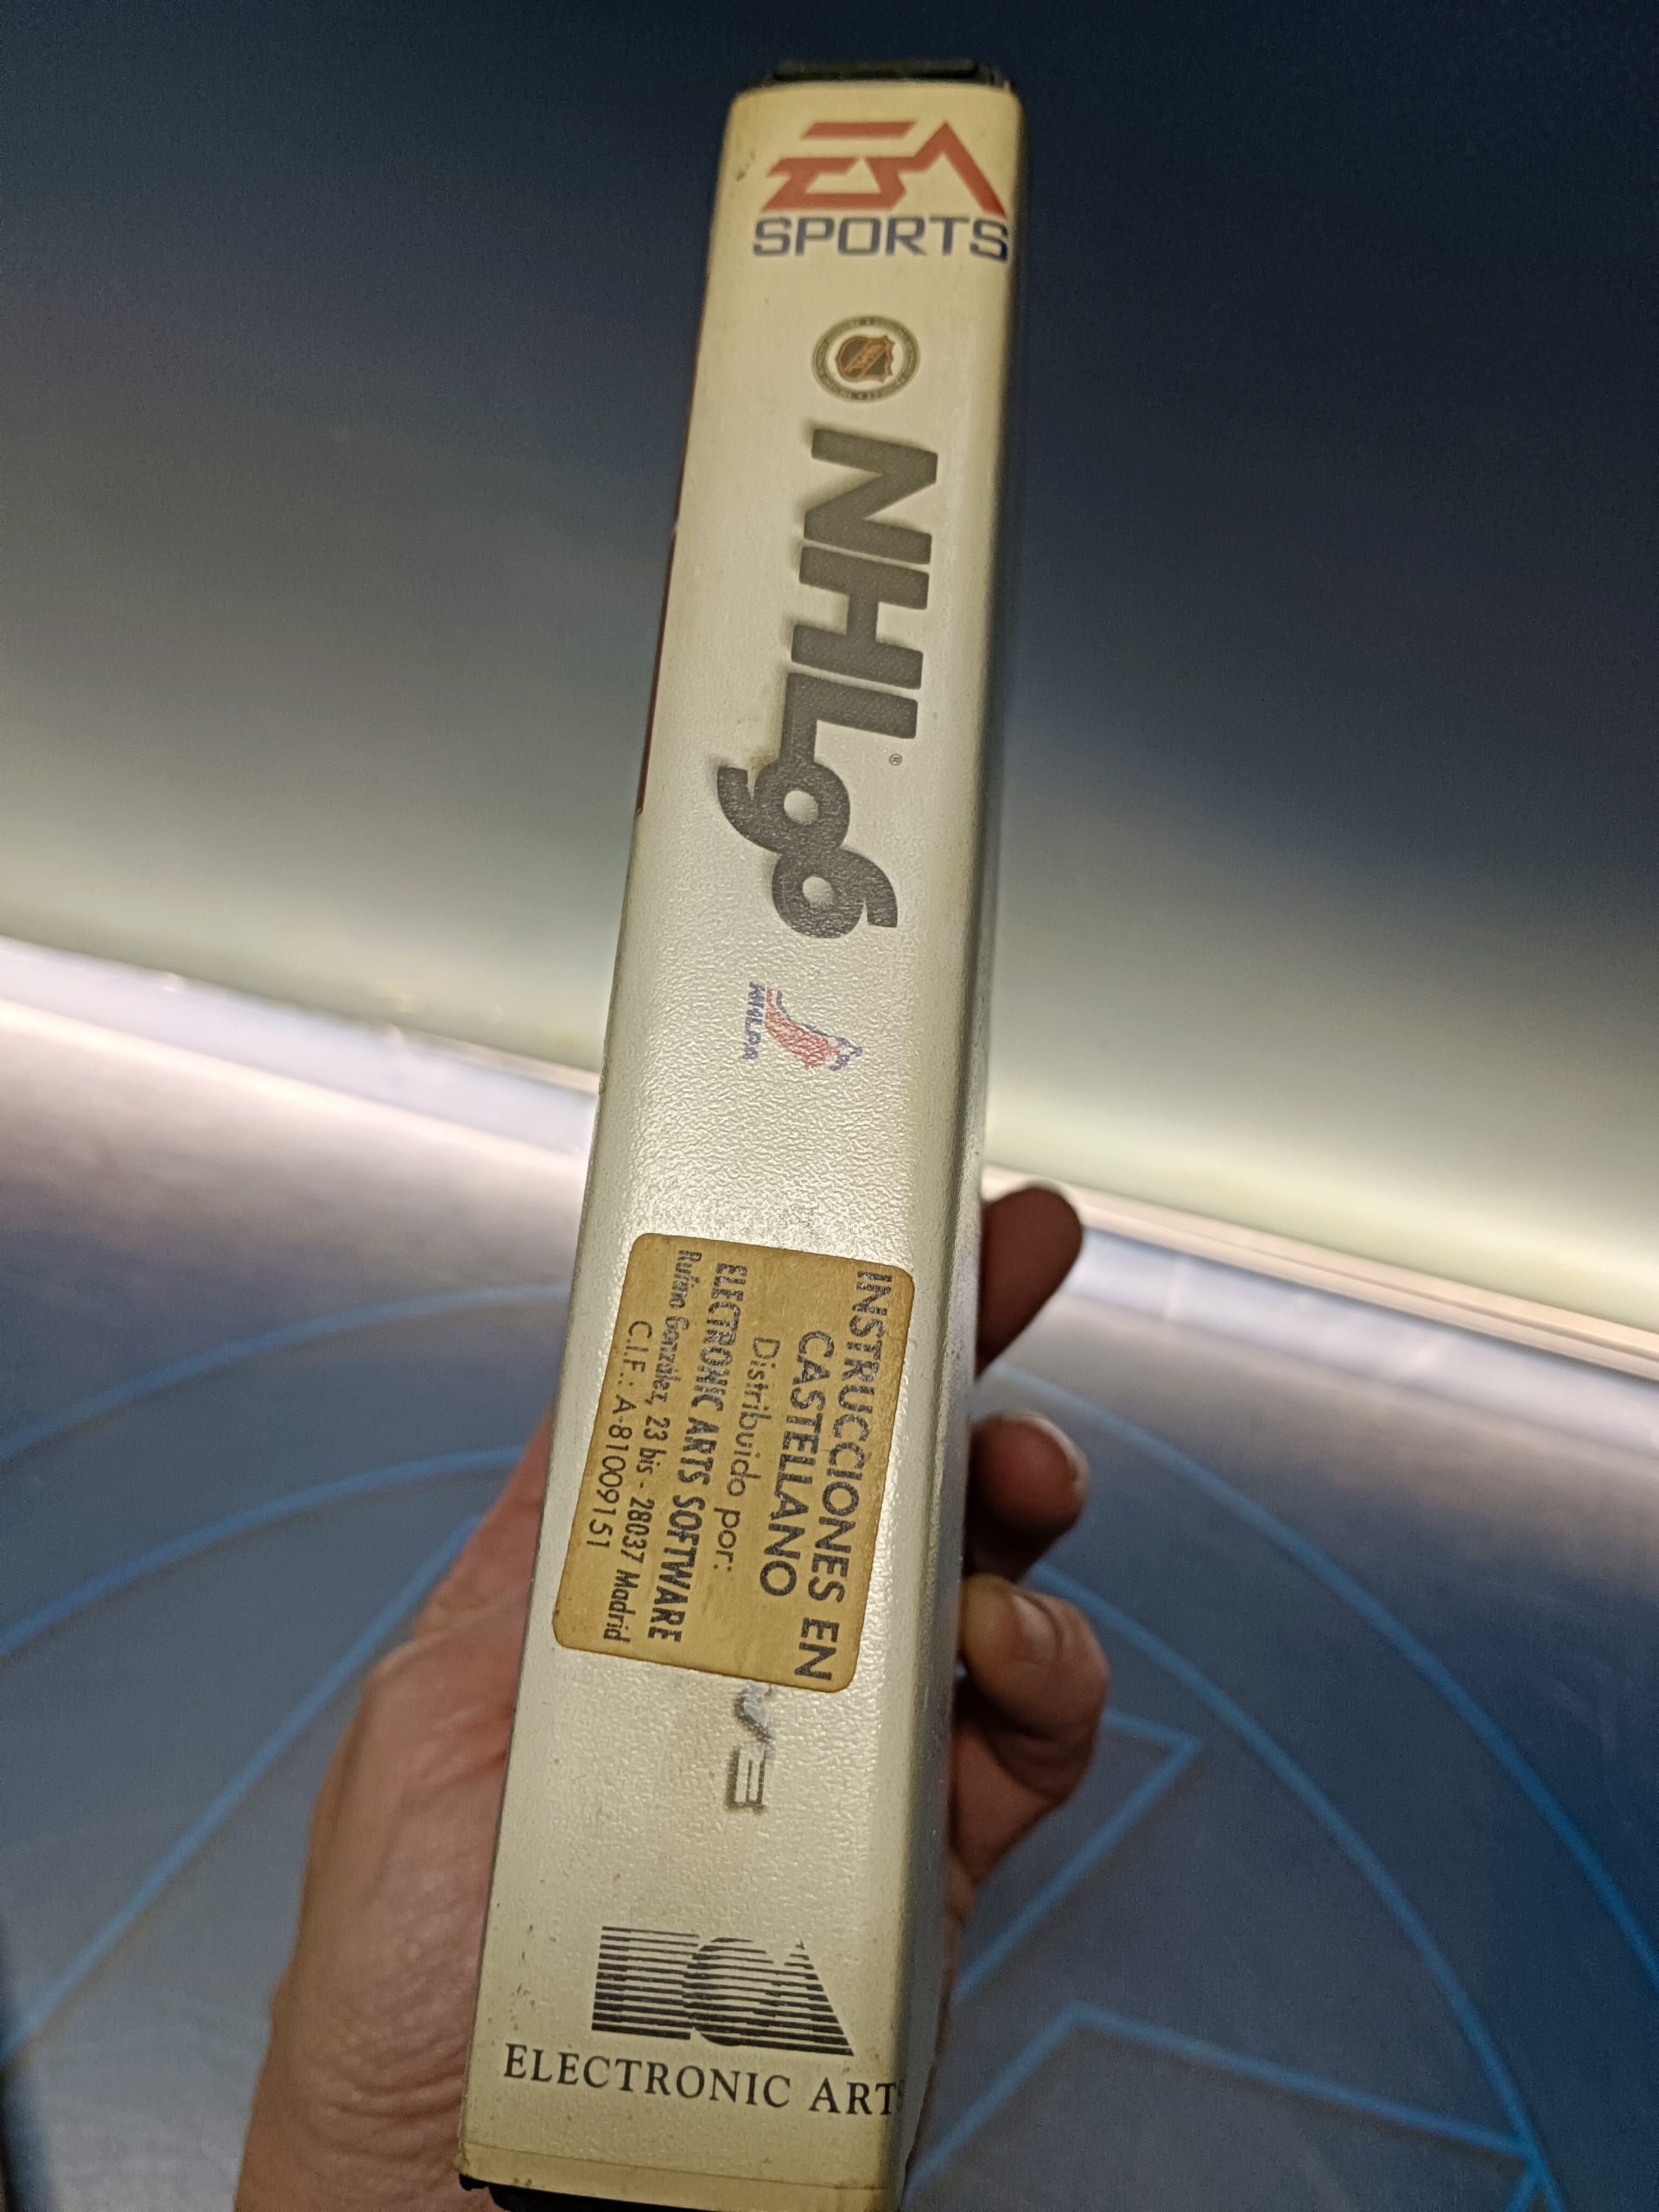 EA
SPORTS
NHL96
®
NHLPA
INSTRUCCIONES EN
CASTELLANO
Distribuido por:
ELECTRONIC ARTS SOFTWARE
Rufino González, 23 bis - 28037 Madrid
C.I.F.: A-81009151
ELECTRONIC ARTS